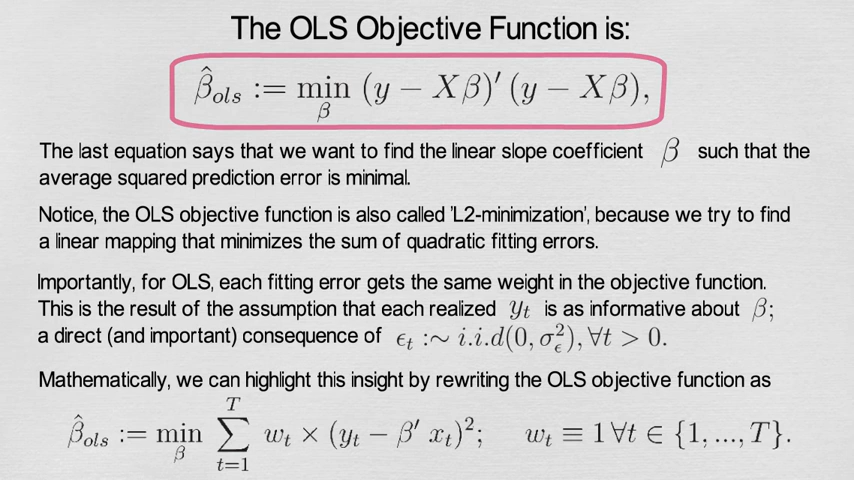 The OLS Objective Function is:
β̂_ols := min_β (y − Xβ)′ (y − Xβ),
The last equation says that we want to find the linear slope coefficient β such that the
average squared prediction error is minimal.
Notice, the OLS objective function is also called 'L2-minimization', because we try to find
a linear mapping that minimizes the sum of quadratic fitting errors.
Importantly, for OLS, each fitting error gets the same weight in the objective function.
This is the result of the assumption that each realized y_t is as informative about β;
a direct (and important) consequence of ϵ_t :∼ i.i.d(0, σ_ϵ^2), ∀t > 0.
Mathematically, we can highlight this insight by rewriting the OLS objective function as
β̂_ols := min_β ∑_{t=1}^{T} w_t × (y_t − β′ x_t)^2; w_t ≡ 1 ∀t ∈ {1, ..., T}.